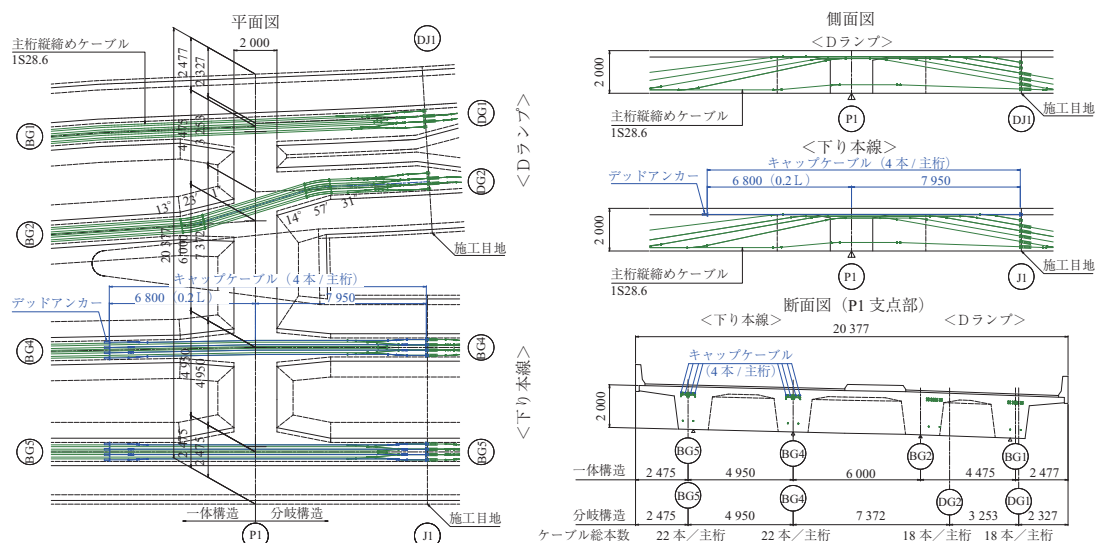 平面図
主桁縦締めケーブル
1S28.6
2 000
2 477
2 327
4 475
3 253
DJ1
BG1
DG1
DG2
<Dランプ>
BG2
13° 23'
14° 57' 31"
20 377
6 000
7 372
施工目地
キャップケーブル（4 本 / 主桁）
6 800（0.2 L）
7 950
デッドアンカー
BG4
BG4
4 950
4 950
<下り本線>
BG5
BG5
2 475
2 475
施工目地
一体構造
分岐構造
P1
J1
側面図
<Dランプ>
2 000
主桁縦締めケーブル
1S28.6
P1
DJ1
施工目地
<下り本線>
キャップケーブル（4 本 / 主桁）
デッドアンカー
6 800（0.2 L）
7 950
2 000
主桁縦締めケーブル
1S28.6
P1
J1
施工目地
断面図（P1 支点部）
<下り本線>
<Dランプ>
20 377
キャップケーブル
（4 本 / 主桁）
2 000
BG5
BG4
BG2
BG1
一体構造
2 475
4 950
6 000
4 475
2 477
BG5
BG4
DG2
DG1
分岐構造
2 475
4 950
7 372
3 253
2 327
ケーブル総本数
22 本／主桁
22 本／主桁
18 本／主桁
18 本／主桁